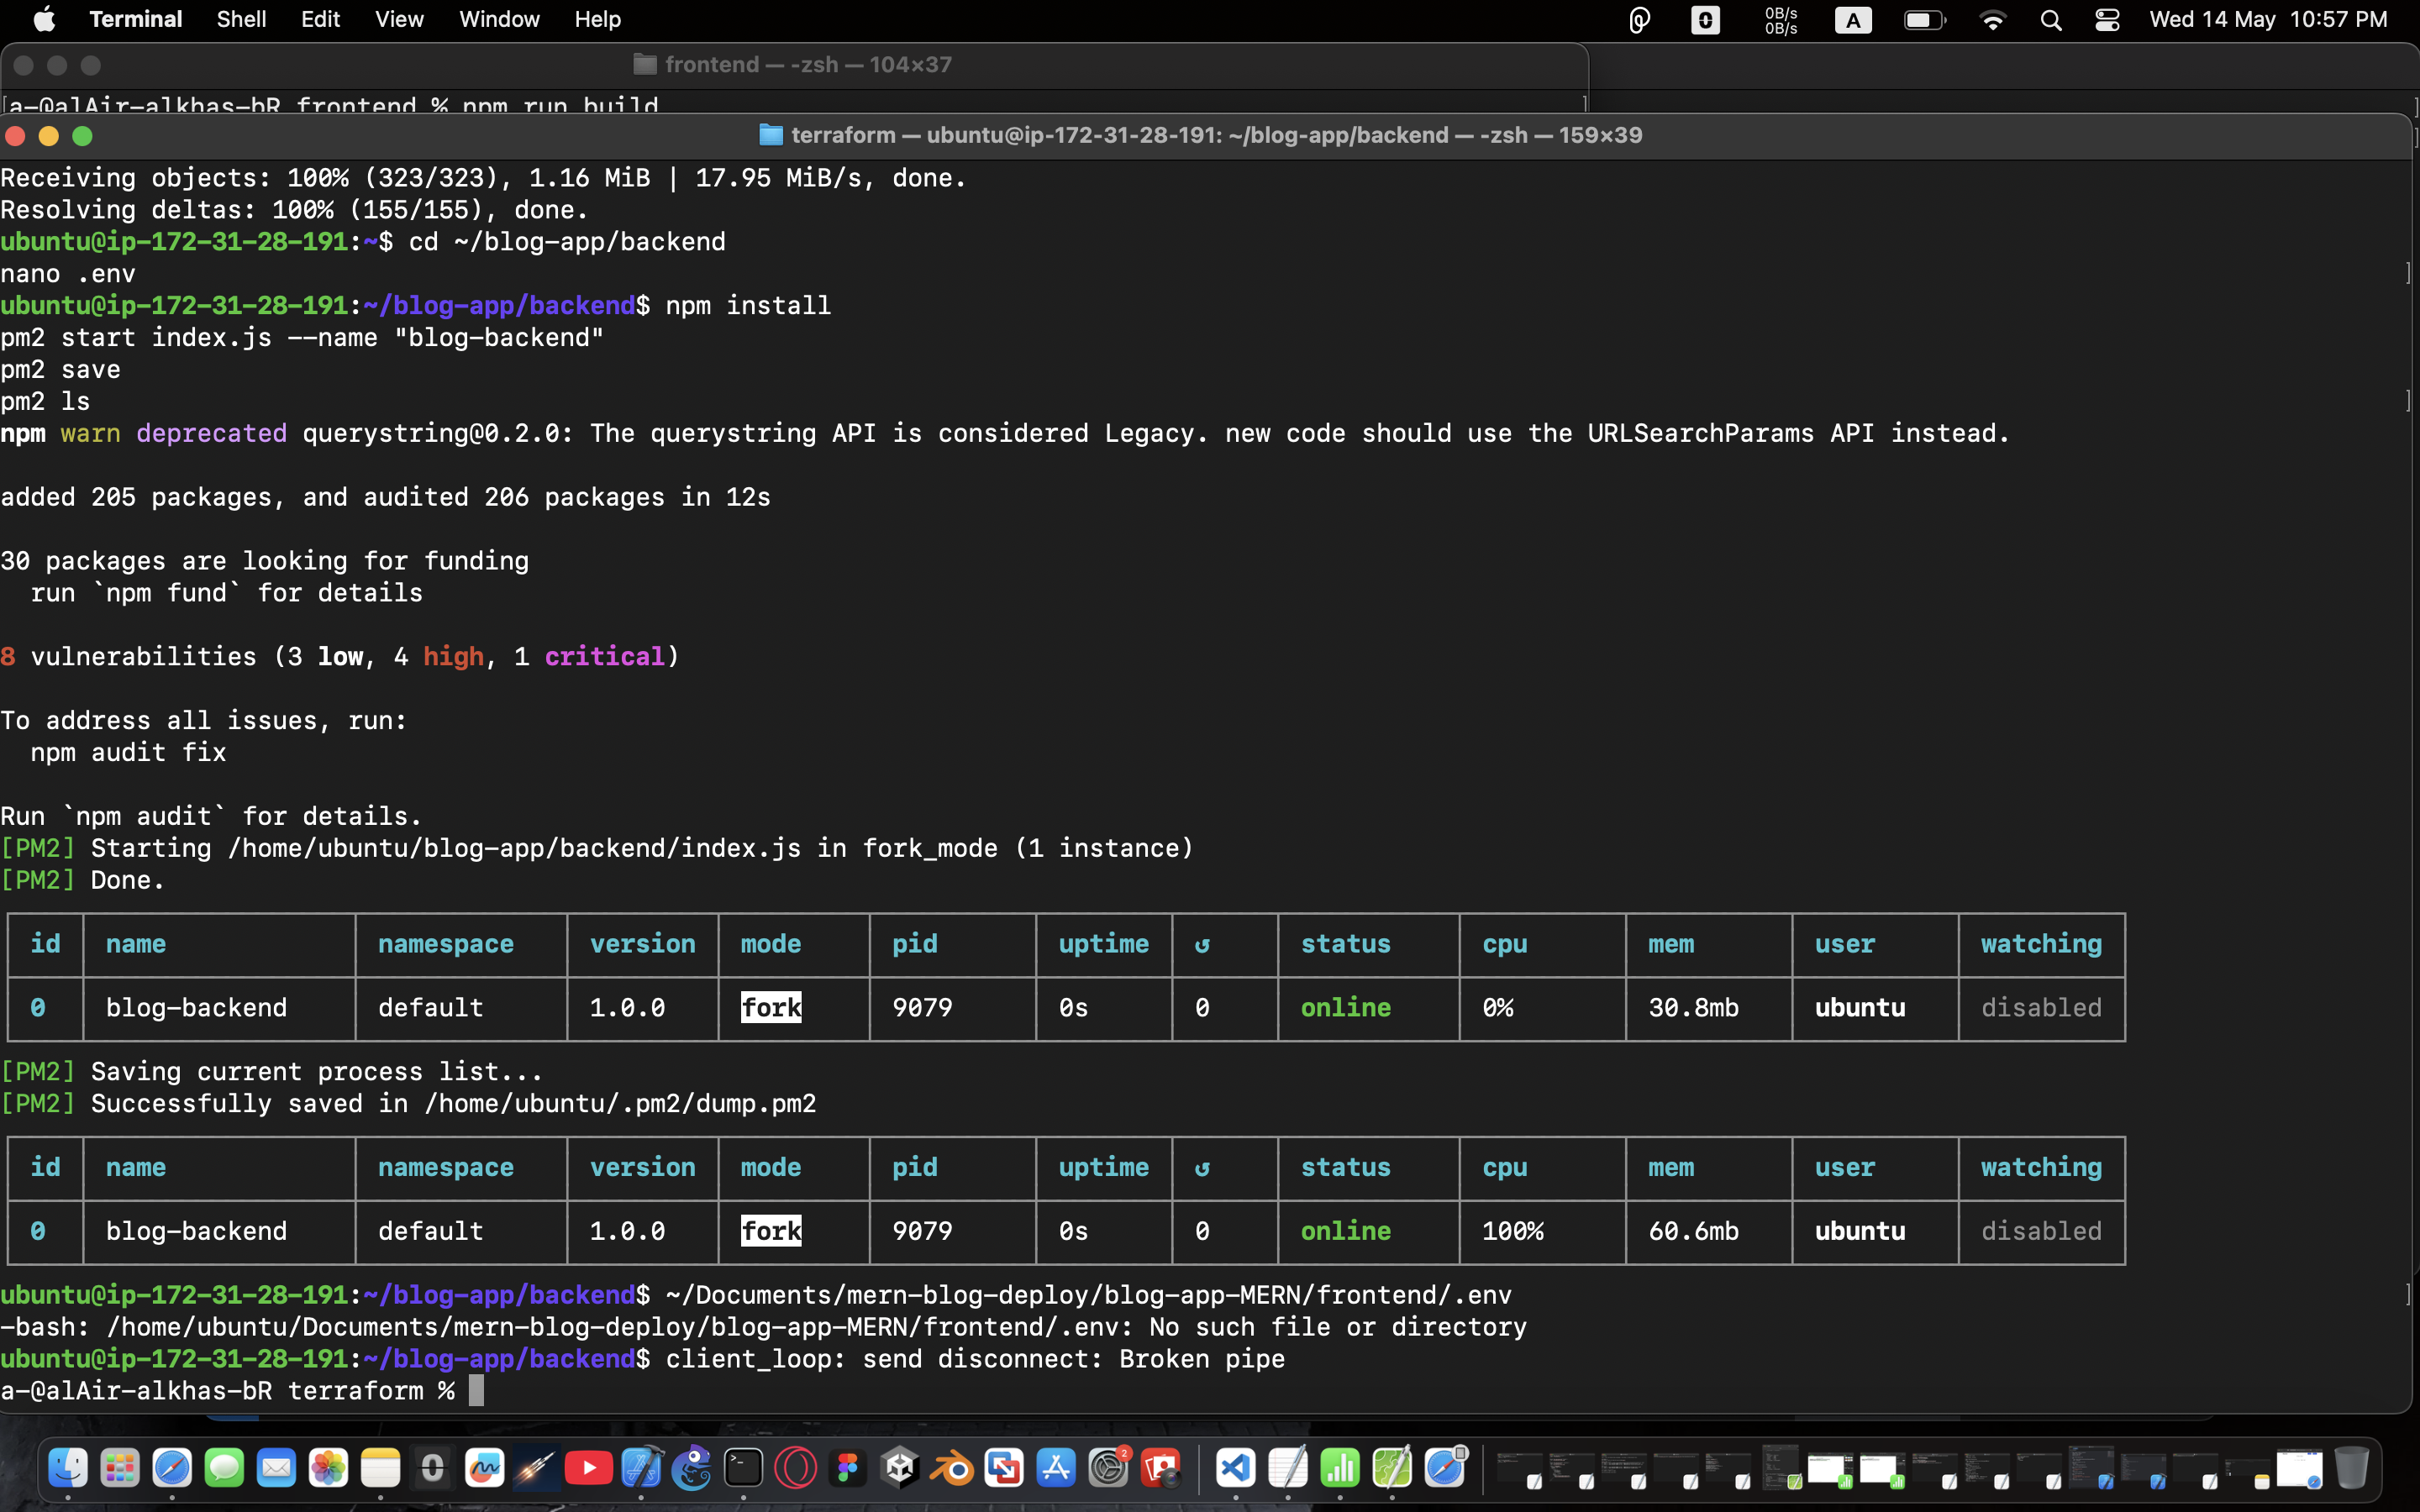 Terminal Shell Edit View Window Help 0B/s 0B/s A Wed 14 May 10:57 PM
frontend — -zsh — 104×37
[a-@alAir-alkhas-bR frontend % npm run build ]
terraform — ubuntu@ip-172-31-28-191: ~/blog-app/backend — -zsh — 159×39
Receiving objects: 100% (323/323), 1.16 MiB | 17.95 MiB/s, done.
Resolving deltas: 100% (155/155), done.
ubuntu@ip-172-31-28-191:~$ cd ~/blog-app/backend
nano .env ]
ubuntu@ip-172-31-28-191:~/blog-app/backend$ npm install
pm2 start index.js --name "blog-backend"
pm2 save
pm2 ls ]
npm warn deprecated querystring@0.2.0: The querystring API is considered Legacy. new code should use the URLSearchParams API instead.
added 205 packages, and audited 206 packages in 12s
30 packages are looking for funding
run `npm fund` for details
8 vulnerabilities (3 low, 4 high, 1 critical)
To address all issues, run:
npm audit fix
Run `npm audit` for details.
[PM2] Starting /home/ubuntu/blog-app/backend/index.js in fork_mode (1 instance)
[PM2] Done.
id name namespace version mode pid uptime ↺ status cpu mem user watching
0 blog-backend default 1.0.0 fork 9079 0s 0 online 0% 30.8mb ubuntu disabled
[PM2] Saving current process list...
[PM2] Successfully saved in /home/ubuntu/.pm2/dump.pm2
id name namespace version mode pid uptime ↺ status cpu mem user watching
0 blog-backend default 1.0.0 fork 9079 0s 0 online 100% 60.6mb ubuntu disabled
ubuntu@ip-172-31-28-191:~/blog-app/backend$ ~/Documents/mern-blog-deploy/blog-app-MERN/frontend/.env ]
-bash: /home/ubuntu/Documents/mern-blog-deploy/blog-app-MERN/frontend/.env: No such file or directory
ubuntu@ip-172-31-28-191:~/blog-app/backend$ client_loop: send disconnect: Broken pipe
a-@alAir-alkhas-bR terraform %
2